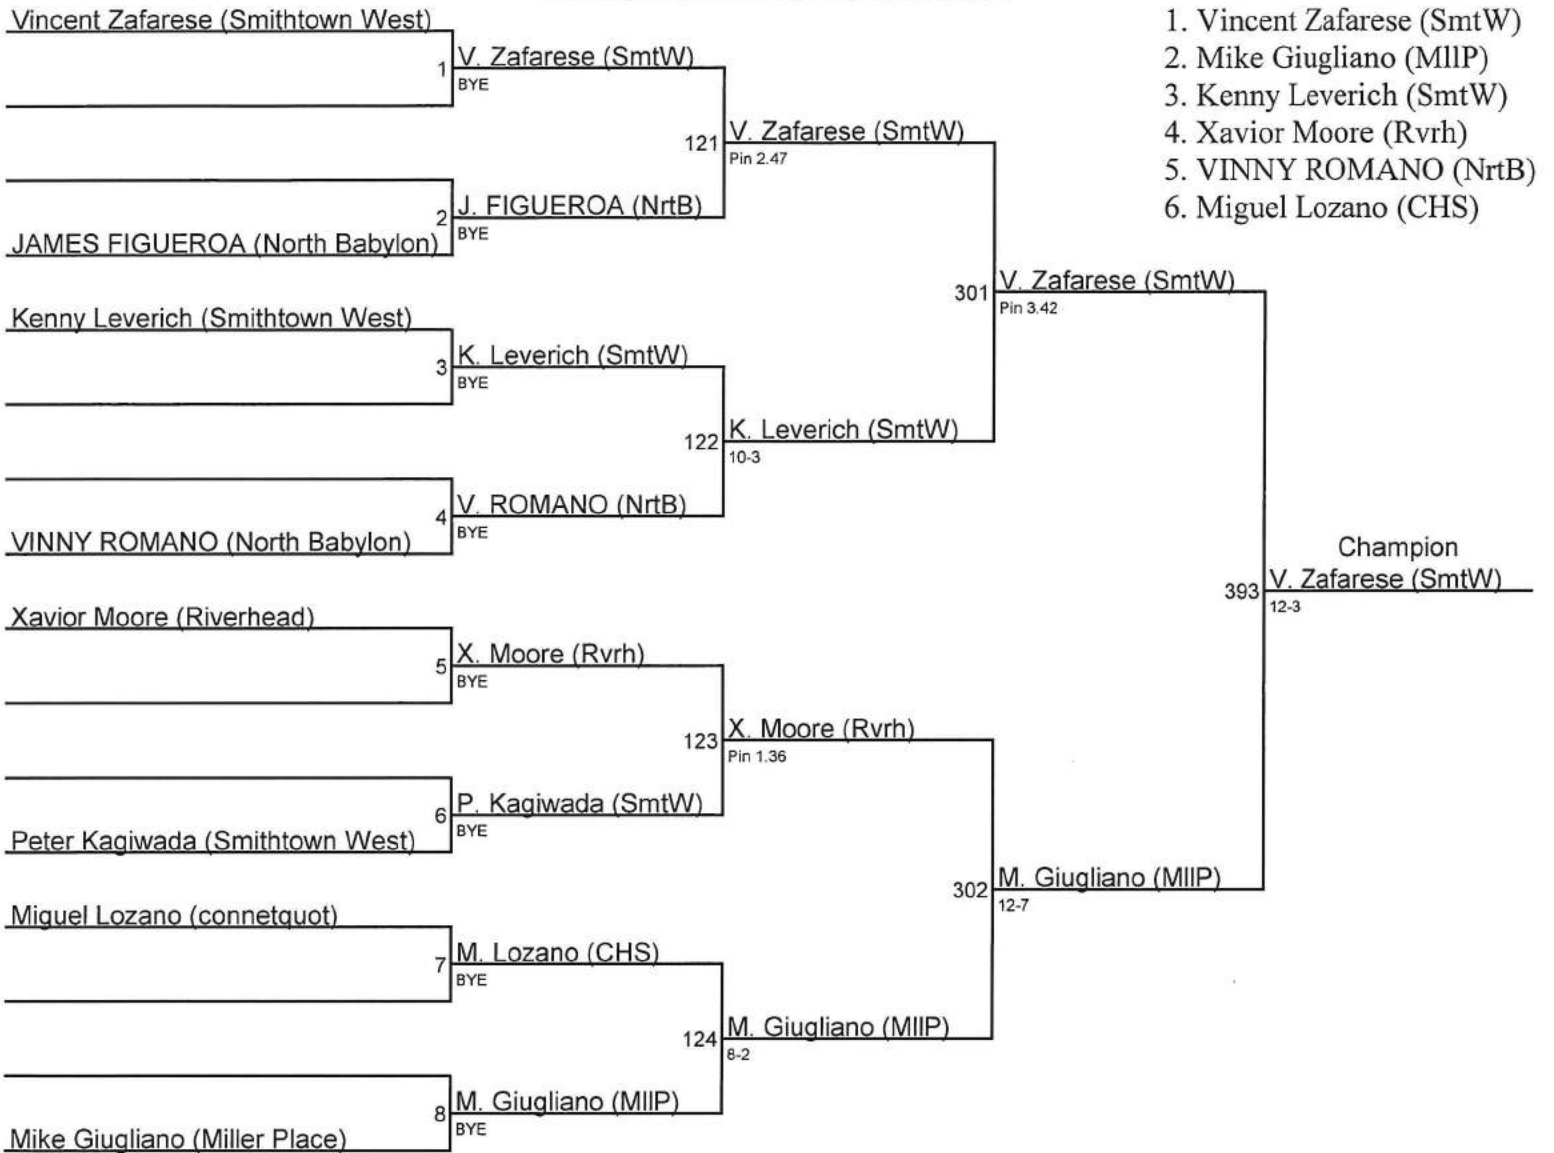 Vincent Zafarese (Smithtown West)
1 V. Zafarese (SmtW)
BYE
121 V. Zafarese (SmtW)
Pin 2.47
2 J. FIGUEROA (NrtB)
BYE
JAMES FIGUEROA (North Babylon)
301 V. Zafarese (SmtW)
Pin 3.42
Kenny Leverich (Smithtown West)
3 K. Leverich (SmtW)
BYE
122 K. Leverich (SmtW)
10-3
4 V. ROMANO (NrtB)
BYE
VINNY ROMANO (North Babylon)
Champion
393 V. Zafarese (SmtW)
12-3
Xavior Moore (Riverhead)
5 X. Moore (Rvrh)
BYE
123 X. Moore (Rvrh)
Pin 1.36
6 P. Kagiwada (SmtW)
BYE
Peter Kagiwada (Smithtown West)
302 M. Giugliano (MllP)
12-7
Miguel Lozano (connetquot)
7 M. Lozano (CHS)
BYE
124 M. Giugliano (MllP)
8-2
8 M. Giugliano (MllP)
BYE
Mike Giugliano (Miller Place)
1. Vincent Zafarese (SmtW)
2. Mike Giugliano (MllP)
3. Kenny Leverich (SmtW)
4. Xavior Moore (Rvrh)
5. VINNY ROMANO (NrtB)
6. Miguel Lozano (CHS)